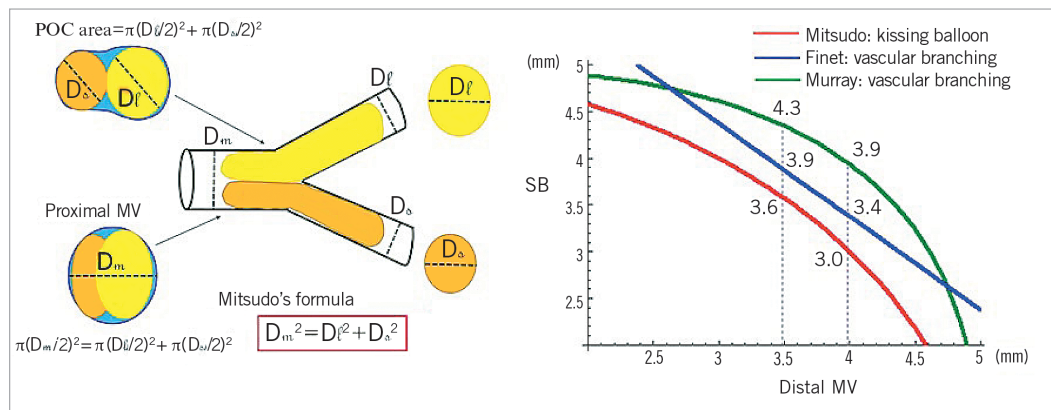 POC area=π(Dℓ/2)²+π(Dₛ/2)²
Dₛ
Dℓ
Dℓ
Dℓ
Dₘ
Dₛ
Dₛ
Proximal MV
Dₘ
Mitsudo's formula
Dₘ²=Dℓ²+Dₛ²
π(Dₘ/2)²=π(Dℓ/2)²+π(Dₛ/2)²
Mitsudo: kissing balloon
Finet: vascular branching
Murray: vascular branching
(mm)
5
4.5
4
3.5
3
2.5
SB
4.3
3.9
3.9
3.6
3.4
3.0
2.5
3
3.5
4
4.5
5
(mm)
Distal MV